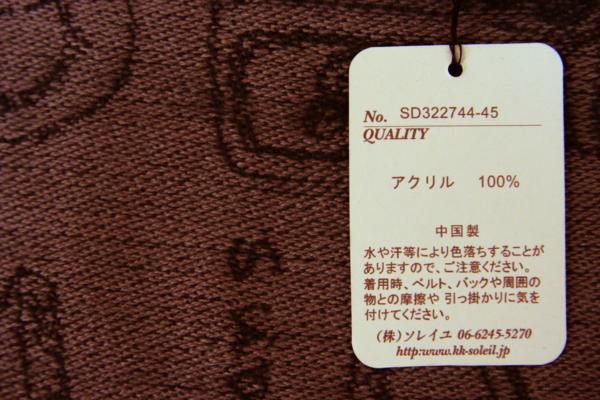 No. SD322744-45
QUALITY
アクリル 100%
中国製
水や汗等により色落ちすることが
ありますので、ご注意ください。
着用時、ベルト、バックや周囲の
物との摩擦や 引っ掛かりに気を
付けてください。
(株)ソレイユ 06-6245-5270
http:www.kk-soleil.jp